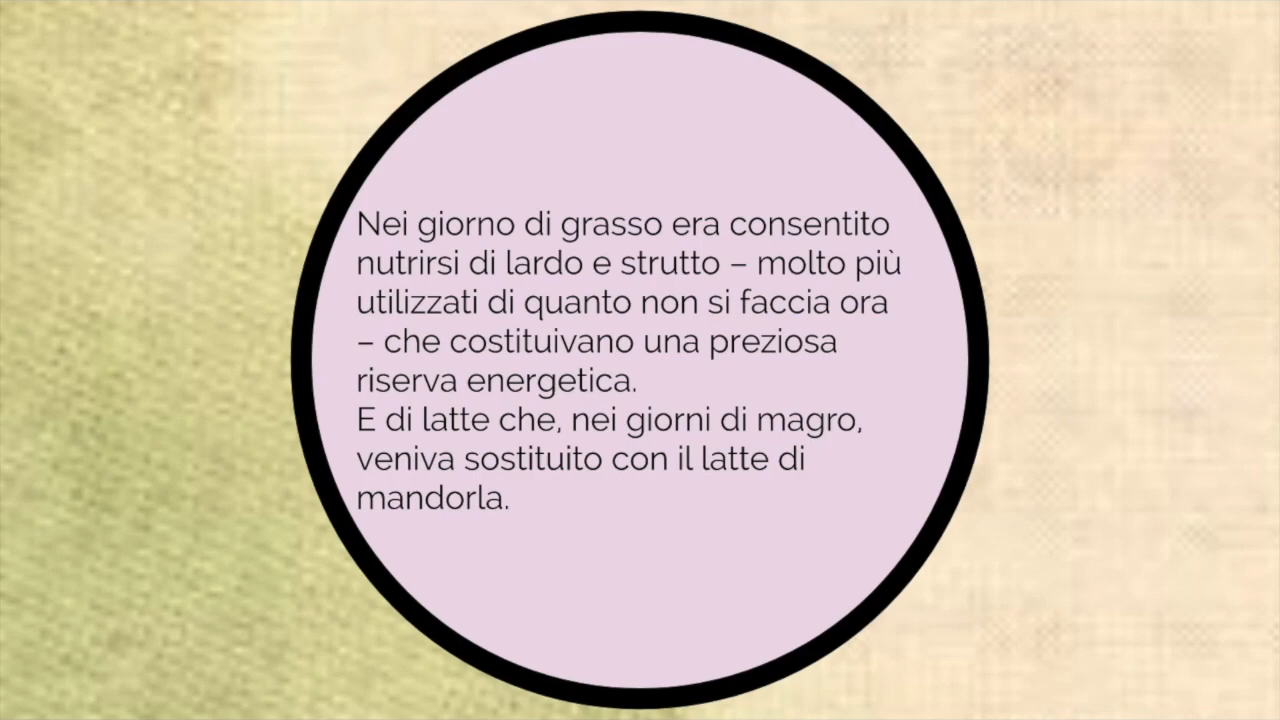 Nei giorno di grasso era consentito
nutrirsi di lardo e strutto – molto più
utilizzati di quanto non si faccia ora
– che costituivano una preziosa
riserva energetica.
E di latte che, nei giorni di magro,
veniva sostituito con il latte di
mandorla.